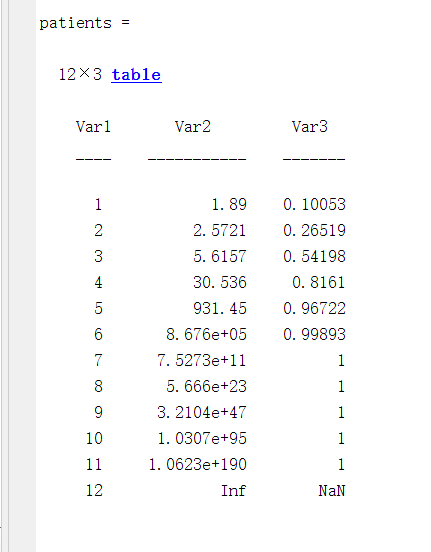 patients =
12×3 table
Var1 Var2 Var3
____ ___________ _______
1 1.89 0.10053
2 2.5721 0.26519
3 5.6157 0.54198
4 30.536 0.8161
5 931.45 0.96722
6 8.676e+05 0.99893
7 7.5273e+11 1
8 5.666e+23 1
9 3.2104e+47 1
10 1.0307e+95 1
11 1.0623e+190 1
12 Inf NaN